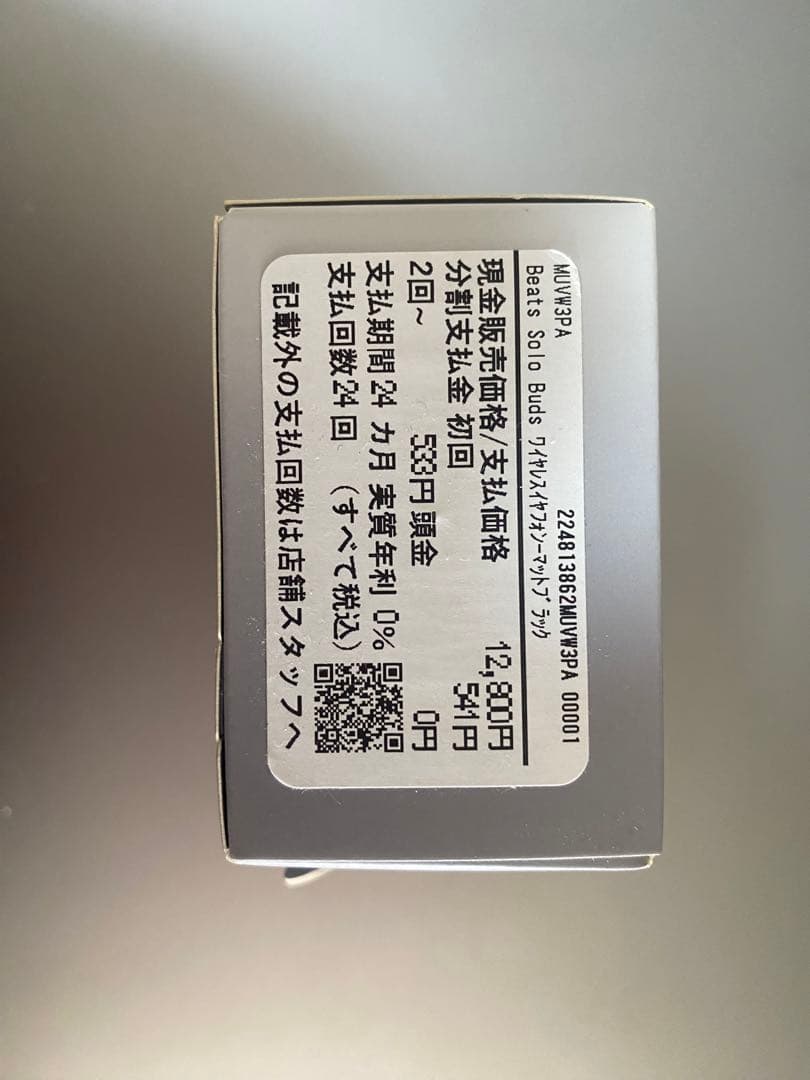 MUVW3PA 224813862MUVW3PA 00001
Beats Solo Buds ワイヤレスイヤフォンーマットブラック
現金販売価格/支払価格 12,800円
分割支払金 初回 541円
2回~ 533円 頭金 0円
支払期間 24 カ月 実質年利 0%
支払回数24回 (すべて税込)
記載外の支払回数は店舗スタッフへ